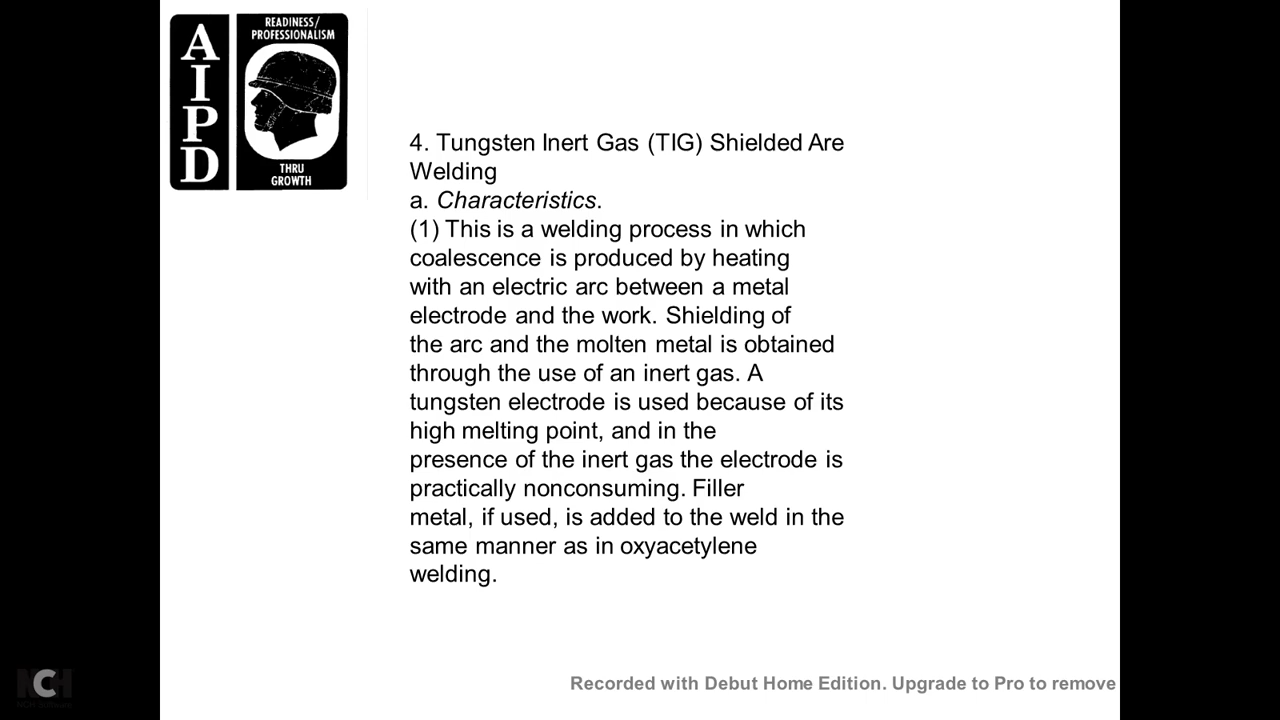 AIPD
READINESS/
PROFESSIONALISM
THRU
GROWTH
4. Tungsten Inert Gas (TIG) Shielded Are
Welding
a. Characteristics.
(1) This is a welding process in which
coalescence is produced by heating
with an electric arc between a metal
electrode and the work. Shielding of
the arc and the molten metal is obtained
through the use of an inert gas. A
tungsten electrode is used because of its
high melting point, and in the
presence of the inert gas the electrode is
practically nonconsuming. Filler
metal, if used, is added to the weld in the
same manner as in oxyacetylene
welding.
NCH
NCH Software
Recorded with Debut Home Edition. Upgrade to Pro to remove